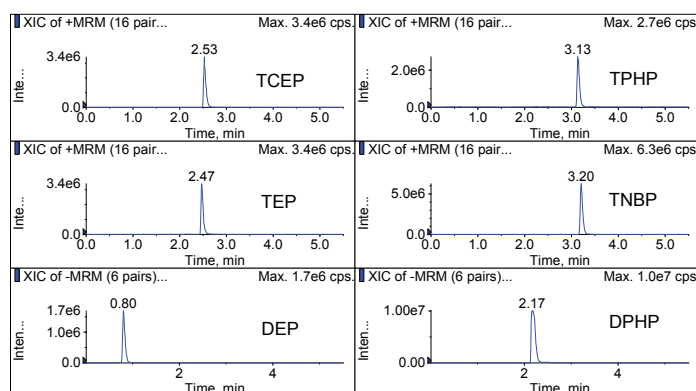 XIC of +MRM (16 pair... Max. 3.4e6 cps.
3.4e6
2.53
TCEP
Inte...
0.0
0.0 1.0 2.0 3.0 4.0 5.0
Time, min
XIC of +MRM (16 pair... Max. 2.7e6 cps.
3.13
2.0e6
TPHP
Inte...
0.0
0.0 1.0 2.0 3.0 4.0 5.0
Time, min
XIC of +MRM (16 pair... Max. 3.4e6 cps.
3.4e6
2.47
TEP
Inte...
0.0
0.0 1.0 2.0 3.0 4.0 5.0
Time, min
XIC of +MRM (16 pair... Max. 6.3e6 cps.
3.20
5.0e6
TNBP
Inte...
0.0
0.0 1.0 2.0 3.0 4.0 5.0
Time, min
XIC of -MRM (6 pairs)... Max. 1.7e6 cps.
1.7e6
0.80
1.0e6
DEP
Inten...
0.0
2 4
Time, min
XIC of -MRM (6 pairs)... Max. 1.0e7 cps.
1.00e7
2.17
DPHP
Inten...
0.00
2 4
Time, min